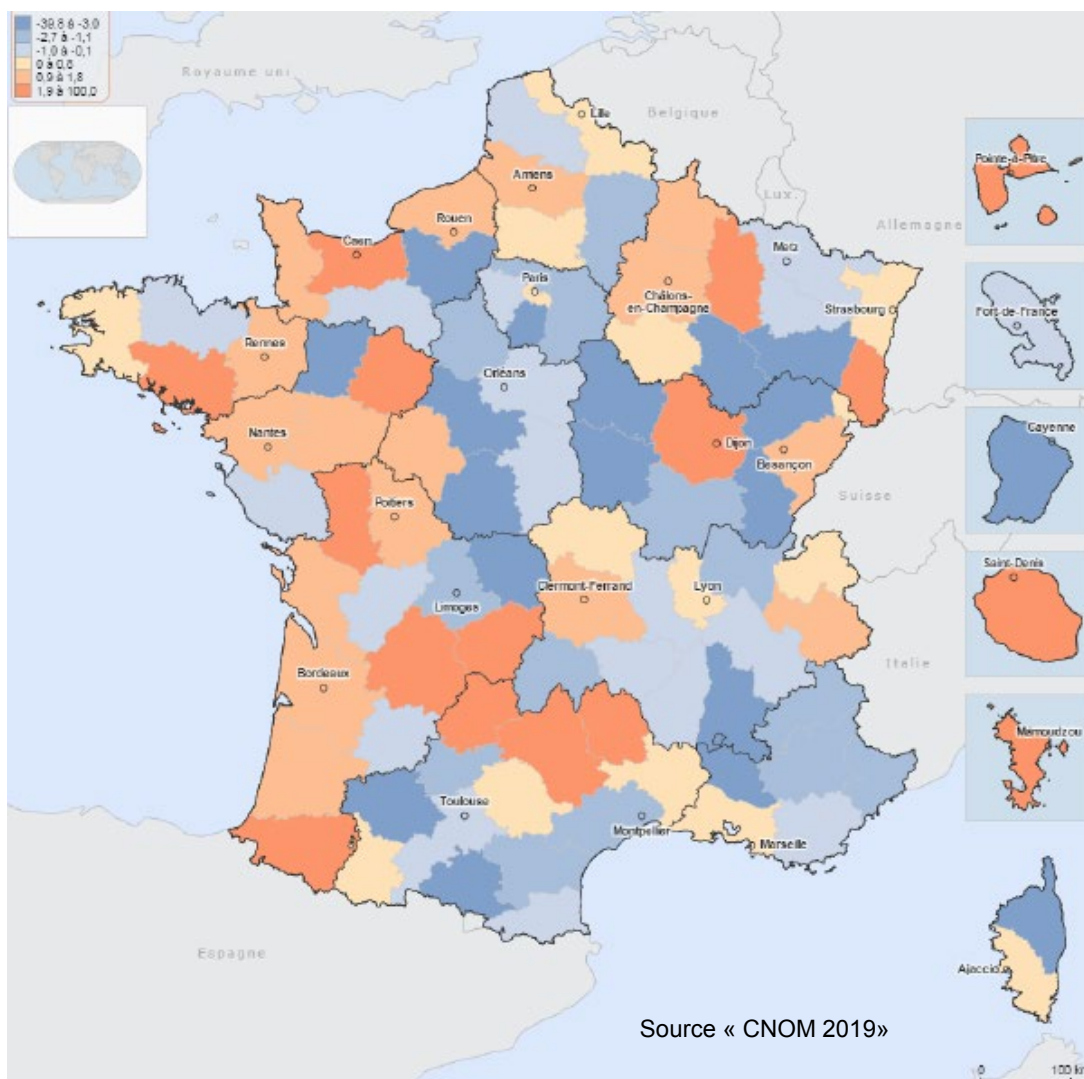 -39,8 à -3,0
-2,7 à -1,1
-1,0 à -0,1
0 à 0,8
0,9 à 1,8
1,9 à 100,0
Royaume uni
Belgique
Lille
Amiens
Lux.
Allemagne
Pointe-à-Pitre
Rouen
Caen
Metz
Paris
Châlons-
en-Champagne
Strasbourg
Fort-de-France
Rennes
Orléans
Nantes
Dijon
Besançon
Cayenne
Suisse
Poitiers
Saint-Denis
Limoges
Clermont-Ferrand
Lyon
Italie
Bordeaux
Mamoudzou
Toulouse
Montpellier
Marseille
Espagne
Ajaccio
Source « CNOM 2019»
0 100 km